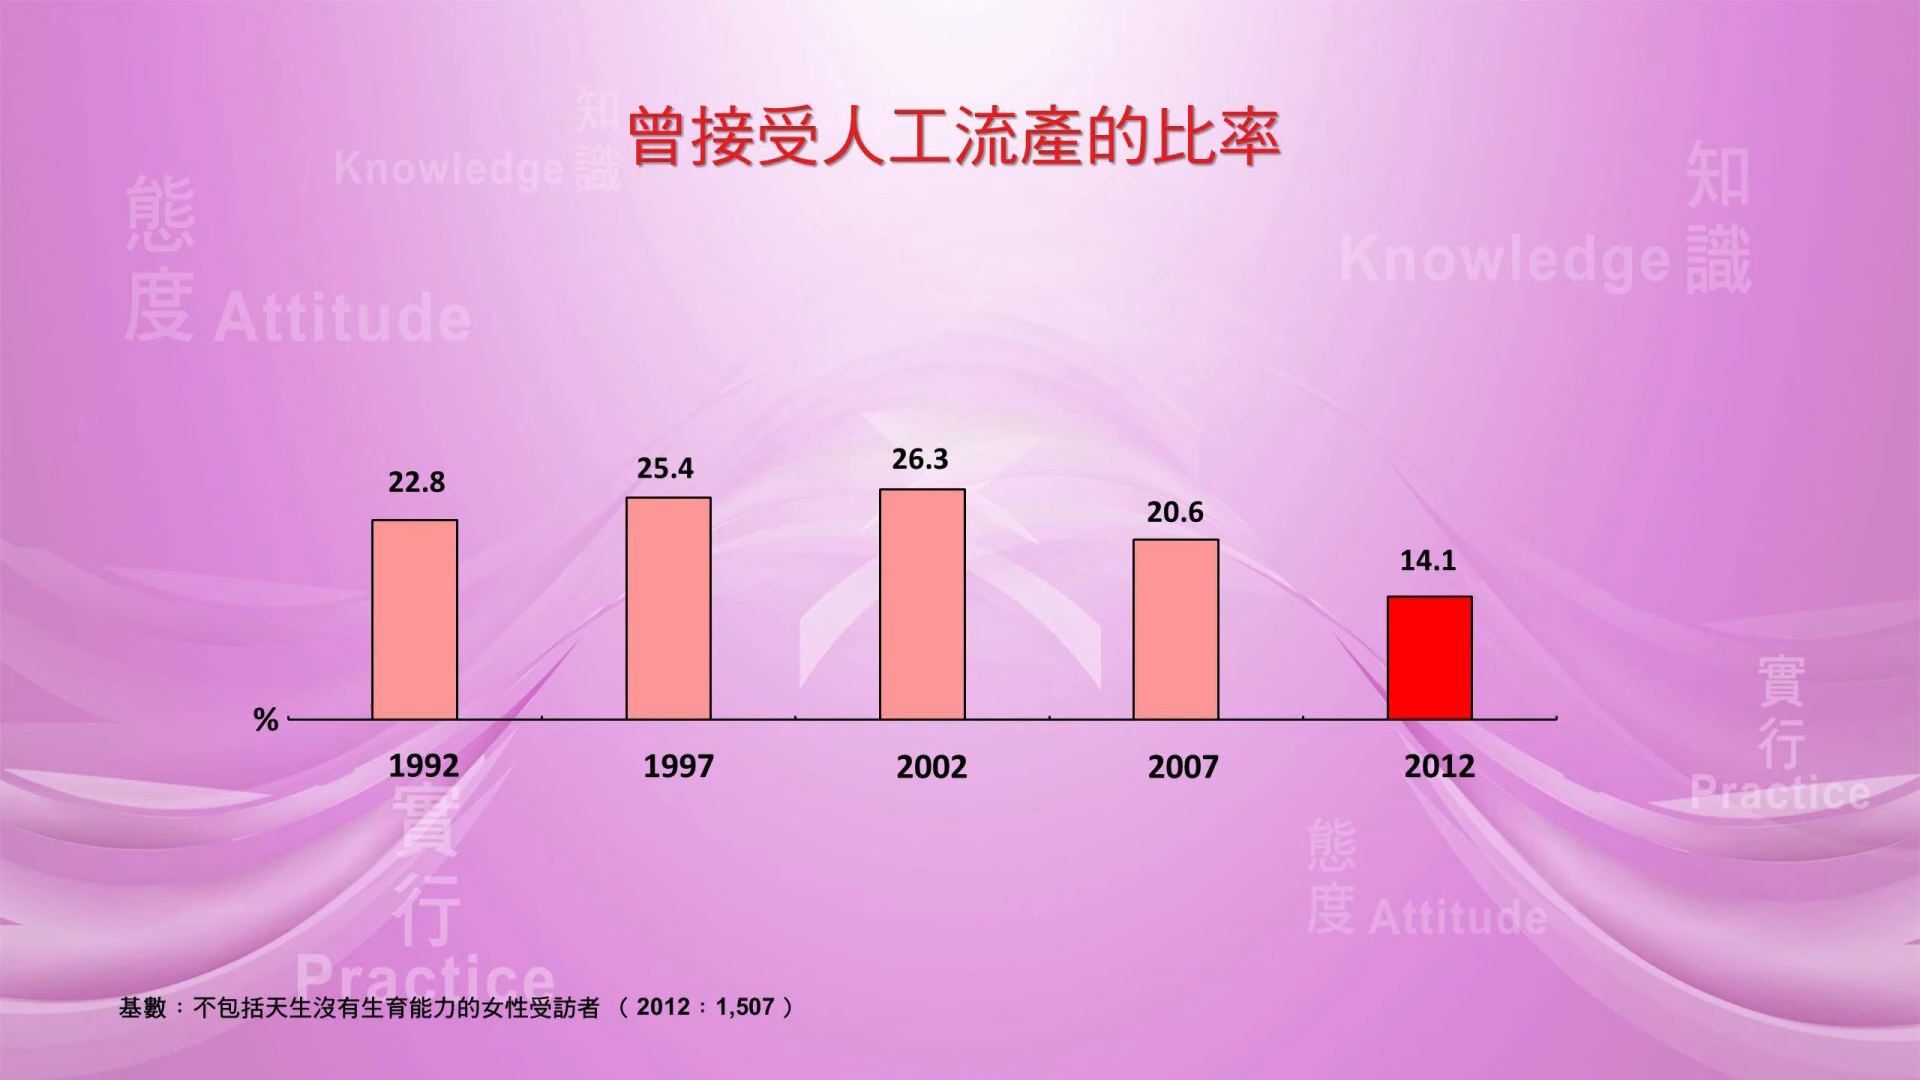 曾接受人工流產的比率
知識
Knowledge
態度 Attitude
知識
Knowledge
22.8
25.4
26.3
20.6
14.1
%
1992
1997
2002
2007
2012
實行
Practice
實行
Practice
態度 Attitude
基數：不包括天生沒有生育能力的女性受訪者 （ 2012：1,507 ）